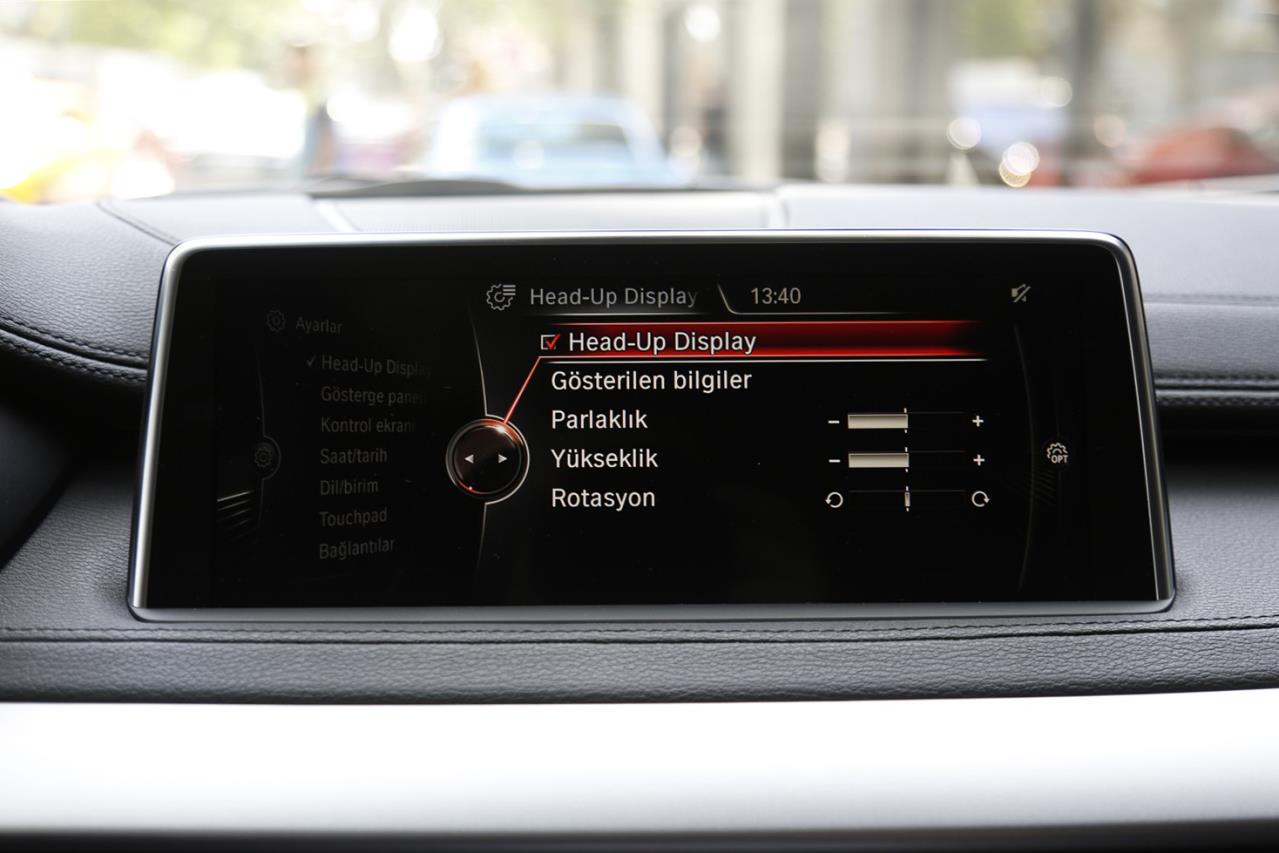 Head-Up Display 13:40
Ayarlar
Head-Up Display
Gösterge paneli
Kontrol ekranı
Saat/tarih
Dil/birim
Touchpad
Bağlantılar
Head-Up Display
Gösterilen bilgiler
Parlaklık - +
Yükseklik - +
Rotasyon
OPT